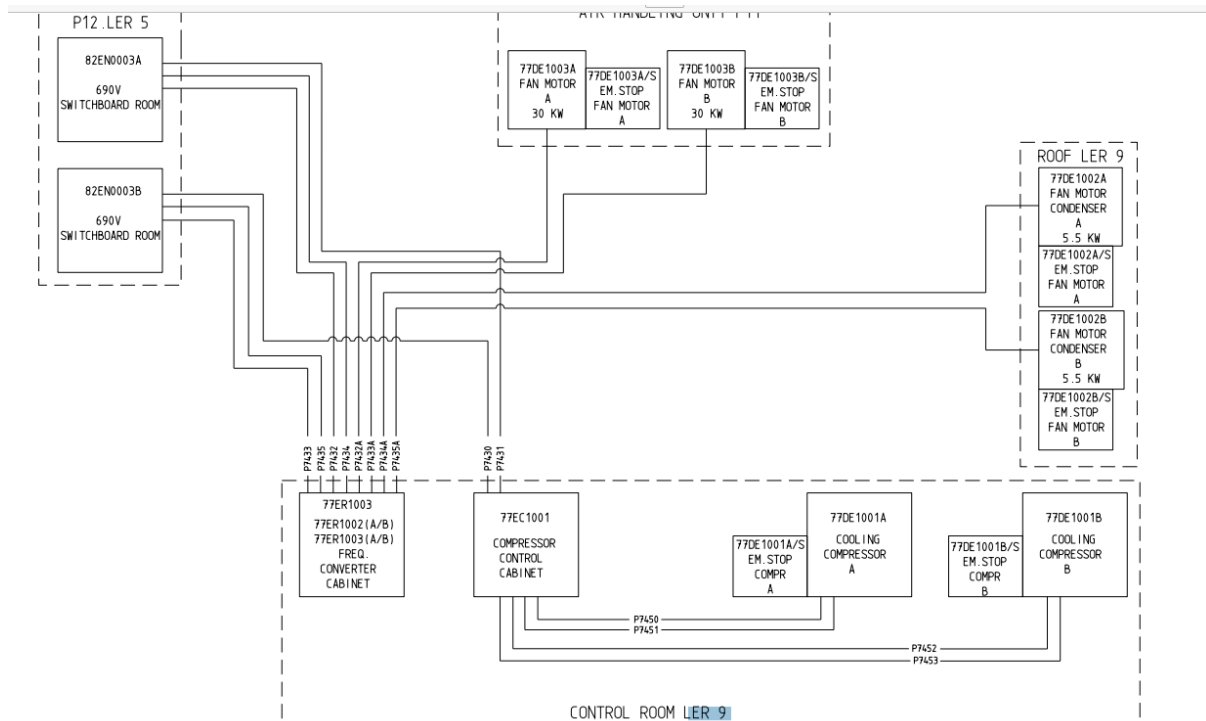 P12.LER 5
82EN0003A
690V
SWITCHBOARD ROOM
82EN0003B
690V
SWITCHBOARD ROOM
AIR HANDLING UNIT
77DE1003A
FAN MOTOR
A
30 KW
77DE1003A/S
EM.STOP
FAN MOTOR
A
77DE1003B
FAN MOTOR
B
30 KW
77DE1003B/S
EM.STOP
FAN MOTOR
B
ROOF LER 9
77DE1002A
FAN MOTOR
CONDENSER
A
5.5 KW
77DE1002A/S
EM.STOP
FAN MOTOR
A
77DE1002B
FAN MOTOR
CONDENSER
B
5.5 KW
77DE1002B/S
EM.STOP
FAN MOTOR
B
P7433
P7435
P7432
P7434
P7432A
P7433A
P7434A
P7435A
P7430
P7431
77ER1003
77ER1002(A/B)
77ER1003(A/B)
FREQ.
CONVERTER
CABINET
77EC1001
COMPRESSOR
CONTROL
CABINET
77DE1001A/S
EM.STOP
COMPR
A
77DE1001A
COOLING
COMPRESSOR
A
77DE1001B/S
EM.STOP
COMPR
B
77DE1001B
COOLING
COMPRESSOR
B
P7450
P7451
P7452
P7453
CONTROL ROOM LER 9